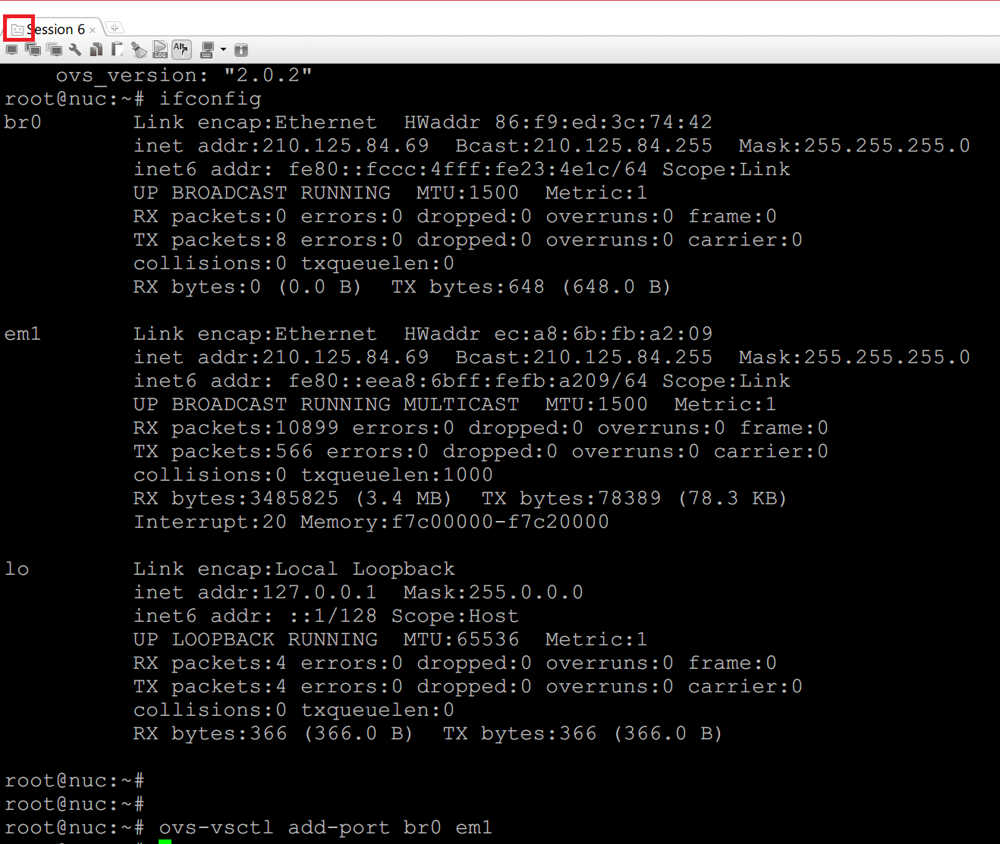 Session 6
LOG
Alt
ovs_version: "2.0.2"
root@nuc:~# ifconfig
br0 Link encap:Ethernet HWaddr 86:f9:ed:3c:74:42
inet addr:210.125.84.69 Bcast:210.125.84.255 Mask:255.255.255.0
inet6 addr: fe80::fccc:4fff:fe23:4e1c/64 Scope:Link
UP BROADCAST RUNNING MTU:1500 Metric:1
RX packets:0 errors:0 dropped:0 overruns:0 frame:0
TX packets:8 errors:0 dropped:0 overruns:0 carrier:0
collisions:0 txqueuelen:0
RX bytes:0 (0.0 B) TX bytes:648 (648.0 B)
em1 Link encap:Ethernet HWaddr ec:a8:6b:fb:a2:09
inet addr:210.125.84.69 Bcast:210.125.84.255 Mask:255.255.255.0
inet6 addr: fe80::eea8:6bff:fefb:a209/64 Scope:Link
UP BROADCAST RUNNING MULTICAST MTU:1500 Metric:1
RX packets:10899 errors:0 dropped:0 overruns:0 frame:0
TX packets:566 errors:0 dropped:0 overruns:0 carrier:0
collisions:0 txqueuelen:1000
RX bytes:3485825 (3.4 MB) TX bytes:78389 (78.3 KB)
Interrupt:20 Memory:f7c00000-f7c20000
lo Link encap:Local Loopback
inet addr:127.0.0.1 Mask:255.0.0.0
inet6 addr: ::1/128 Scope:Host
UP LOOPBACK RUNNING MTU:65536 Metric:1
RX packets:4 errors:0 dropped:0 overruns:0 frame:0
TX packets:4 errors:0 dropped:0 overruns:0 carrier:0
collisions:0 txqueuelen:0
RX bytes:366 (366.0 B) TX bytes:366 (366.0 B)
root@nuc:~#
root@nuc:~#
root@nuc:~# ovs-vsctl add-port br0 em1